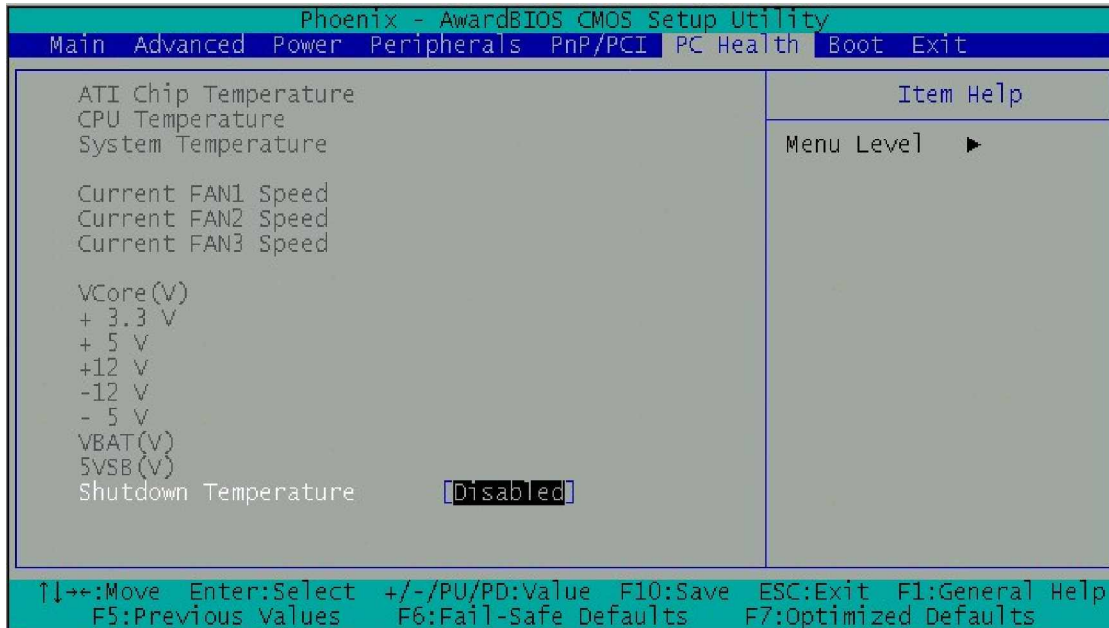 Phoenix - AwardBIOS CMOS Setup Utility
Main Advanced Power Peripherals PnP/PCI PC Health Boot Exit
ATI Chip Temperature
CPU Temperature
System Temperature
Current FAN1 Speed
Current FAN2 Speed
Current FAN3 Speed
VCore(V)
+ 3.3 V
+ 5 V
+12 V
-12 V
- 5 V
VBAT(V)
5VSB(V)
Shutdown Temperature [Disabled]
Item Help
Menu Level ►
↑↓→←:Move Enter:Select +/-/PU/PD:Value F10:Save ESC:Exit F1:General Help
F5:Previous Values F6:Fail-Safe Defaults F7:Optimized Defaults